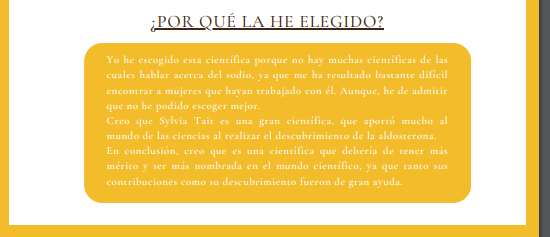 ¿POR QUÉ LA HE ELEGIDO?
Yo he escogido esta científica porque no hay muchas científicas de las
cuales hablar acerca del sodio, ya que me ha resultado bastante difícil
encontrar a mujeres que hayan trabajado con él. Aunque, he de admitir
que no he podido escoger mejor.
Creo que Sylvia Tait es una gran científica, que aportó mucho al
mundo de las ciencias al realizar el descubrimiento de la aldosterona.
En conclusión, creo que es una científica que debería de tener más
mérito y ser más nombrada en el mundo científico, ya que tanto sus
contribuciones como su descubrimiento fueron de gran ayuda.